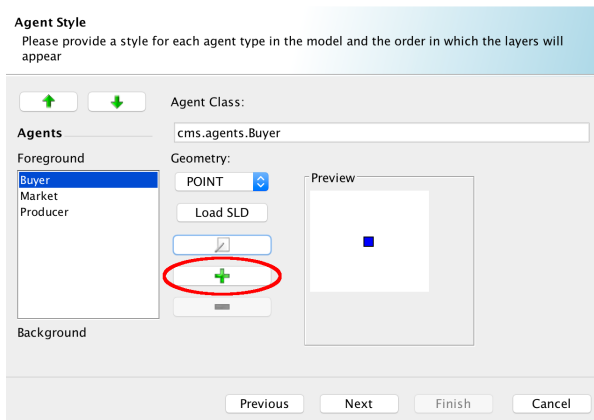 Agent Style
Please provide a style for each agent type in the model and the order in which the layers will
appear
Agent Class:
Agents
cms.agents.Buyer
Foreground
Geometry:
Buyer
Market
Producer
POINT
Preview
Load SLD
Background
Previous
Next
Finish
Cancel